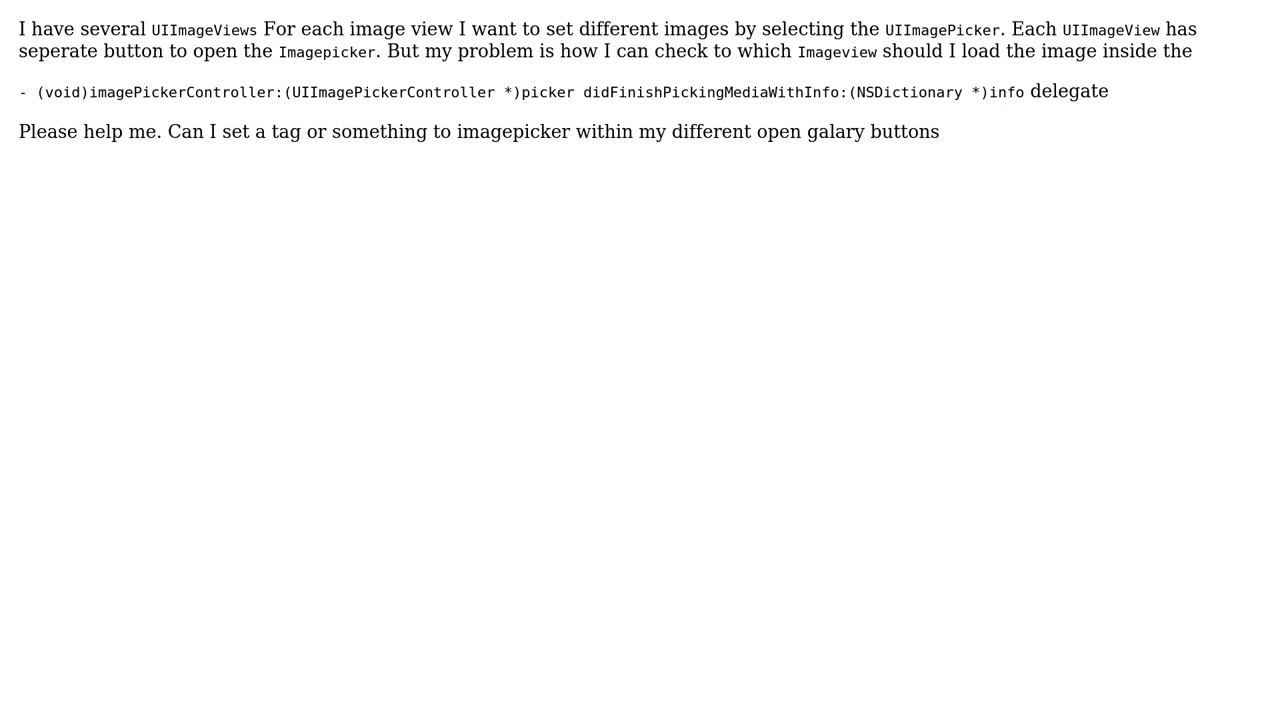 I have several UIImageViews For each image view I want to set different images by selecting the UIImagePicker. Each UIImageView has
seperate button to open the Imagepicker. But my problem is how I can check to which Imageview should I load the image inside the
- (void)imagePickerController:(UIImagePickerController *)picker didFinishPickingMediaWithInfo:(NSDictionary *)info delegate
Please help me. Can I set a tag or something to imagepicker within my different open galary buttons